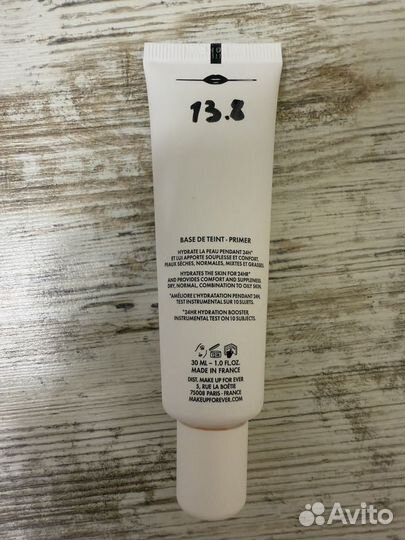 13.8
BASE DE TEINT - PRIMER
HYDRATE LA PEAU PENDANT 24H*
ET LUI APPORTE SOUPLESSE ET CONFORT.
PEAUX SÈCHES, NORMALES, MIXTES ET GRASSES.
HYDRATES THE SKIN FOR 24HR*
AND PROVIDES COMFORT AND SUPPLENESS.
DRY, NORMAL, COMBINATION TO OILY SKIN.
*AMÉLIORE L'HYDRATATION PENDANT 24H,
TEST INSTRUMENTAL SUR 10 SUJETS.
*24HR HYDRATION BOOSTER,
INSTRUMENTAL TEST ON 10 SUBJECTS.
30 ML - 1.0 FL.OZ.
MADE IN FRANCE
DIST. MAKE UP FOR EVER
5, RUE LA BOÉTIE
75008 PARIS - FRANCE
MAKEUPFOREVER.COM
Avito